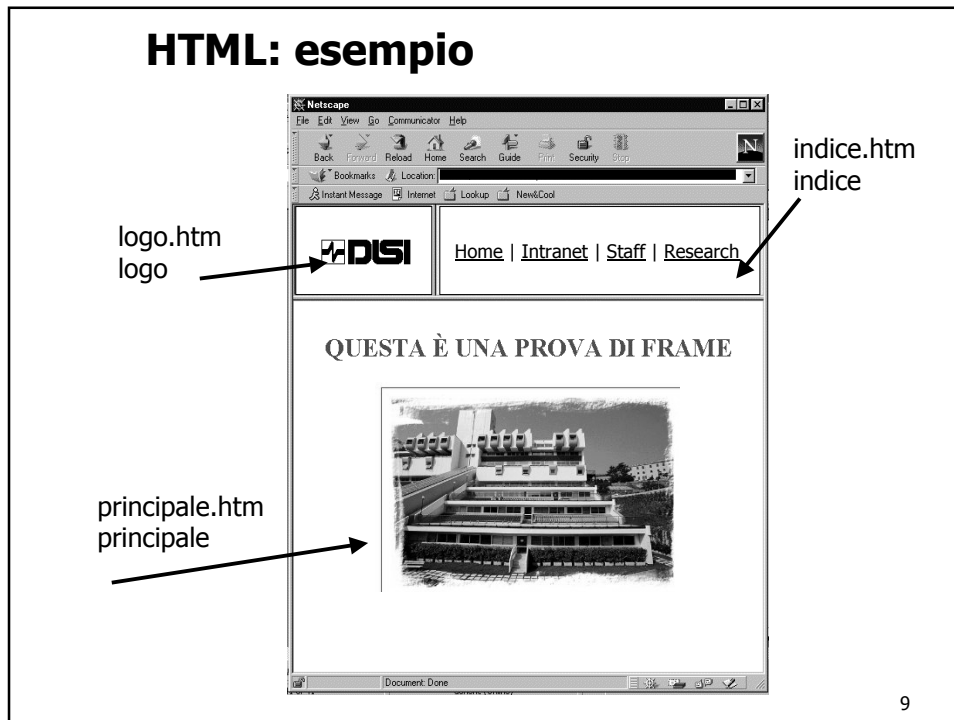 HTML: esempio
Netscape
File Edit View Go Communicator Help
Back Forward Reload Home Search Guide Print Security Stop
N
Bookmarks Location:
Instant Message Internet Lookup New&Cool
indice.htm
indice
logo.htm
logo
DISI
Home | Intranet | Staff | Research
QUESTA È UNA PROVA DI FRAME
principale.htm
principale
Document: Done
9